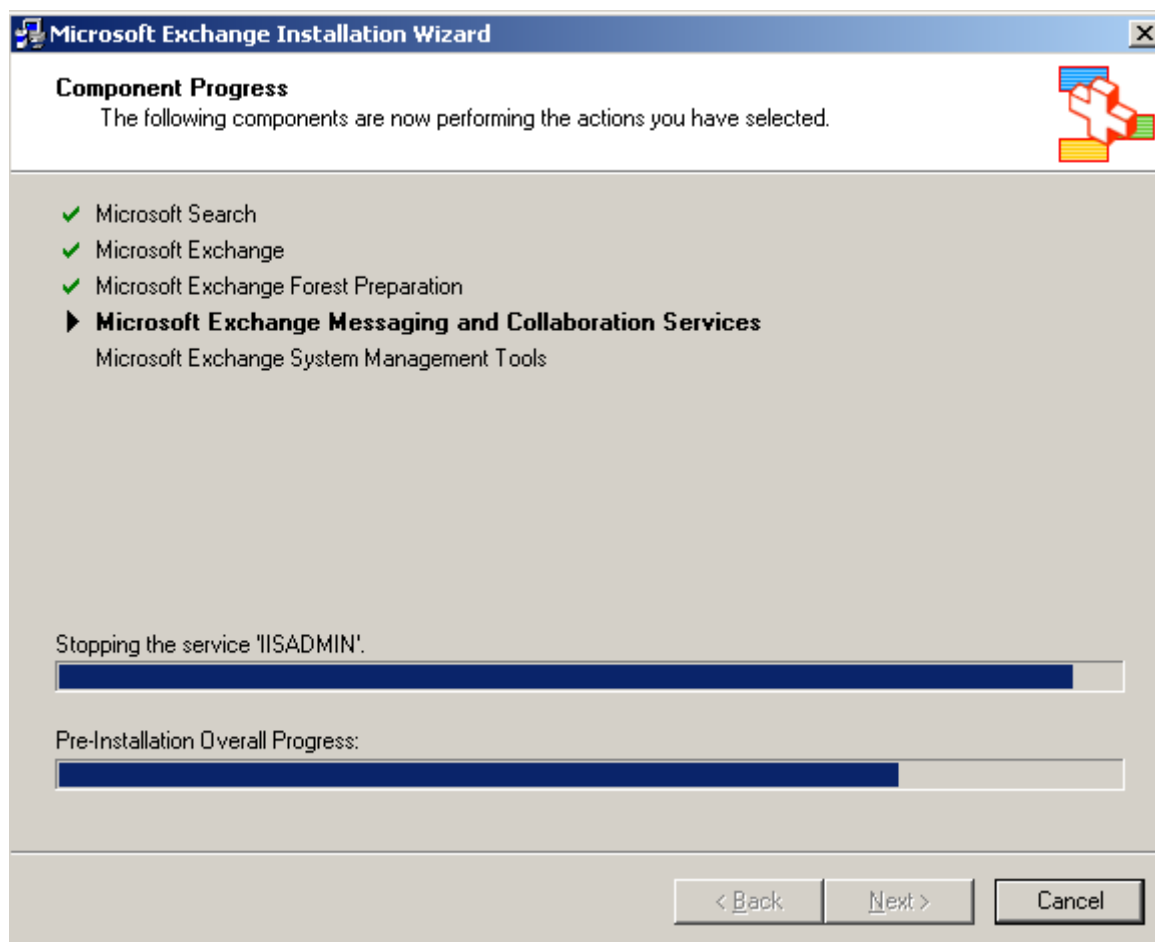 Microsoft Exchange Installation Wizard
Component Progress
The following components are now performing the actions you have selected.
Microsoft Search
Microsoft Exchange
Microsoft Exchange Forest Preparation
Microsoft Exchange Messaging and Collaboration Services
Microsoft Exchange System Management Tools
Stopping the service 'IISADMIN'.
Pre-Installation Overall Progress:
< Back Next > Cancel